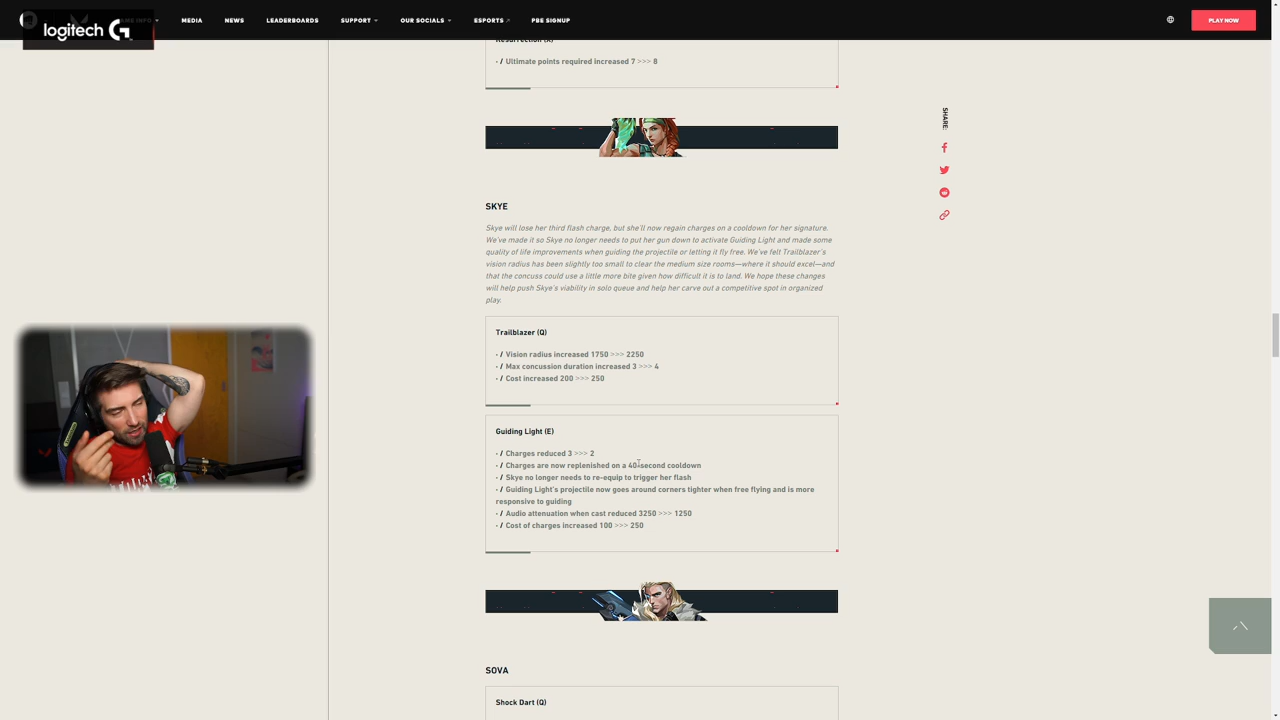 logitech G
MEDIA
NEWS
LEADERBOARDS
SUPPORT
OUR SOCIALS
ESPORTS
PBE SIGNUP
PLAY NOW
Resurrection (X)
· / Ultimate points required increased 7 >>> 8
SHARE:
SKYE
Skye will lose her third flash charge, but she'll now regain charges on a cooldown for her signature.
We've made it so Skye no longer needs to put her gun down to activate Guiding Light and made some
quality of life improvements when guiding the projectile or letting it fly free. We've felt Trailblazer's
vision radius has been slightly too small to clear the medium size rooms—where it should excel—and
that the concuss could use a little more bite given how difficult it is to land. We hope these changes
will help push Skye's viability in solo queue and help her carve out a competitive spot in organized
play.
Trailblazer (Q)
· / Vision radius increased 1750 >>> 2250
· / Max concussion duration increased 3 >>> 4
· / Cost increased 200 >>> 250
Guiding Light (E)
· / Charges reduced 3 >>> 2
· / Charges are now replenished on a 40-second cooldown
· / Skye no longer needs to re-equip to trigger her flash
· / Guiding Light's projectile now goes around corners tighter when free flying and is more
responsive to guiding
· / Audio attenuation when cast reduced 3250 >>> 1250
· / Cost of charges increased 100 >>> 250
SOVA
Shock Dart (Q)